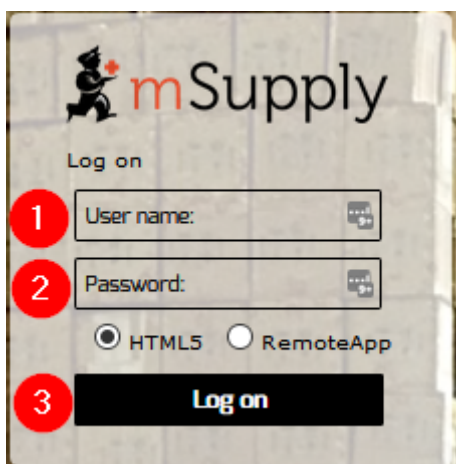 mSupply
Log on
1 User name:
2 Password:
HTML5 RemoteApp
3 Log on